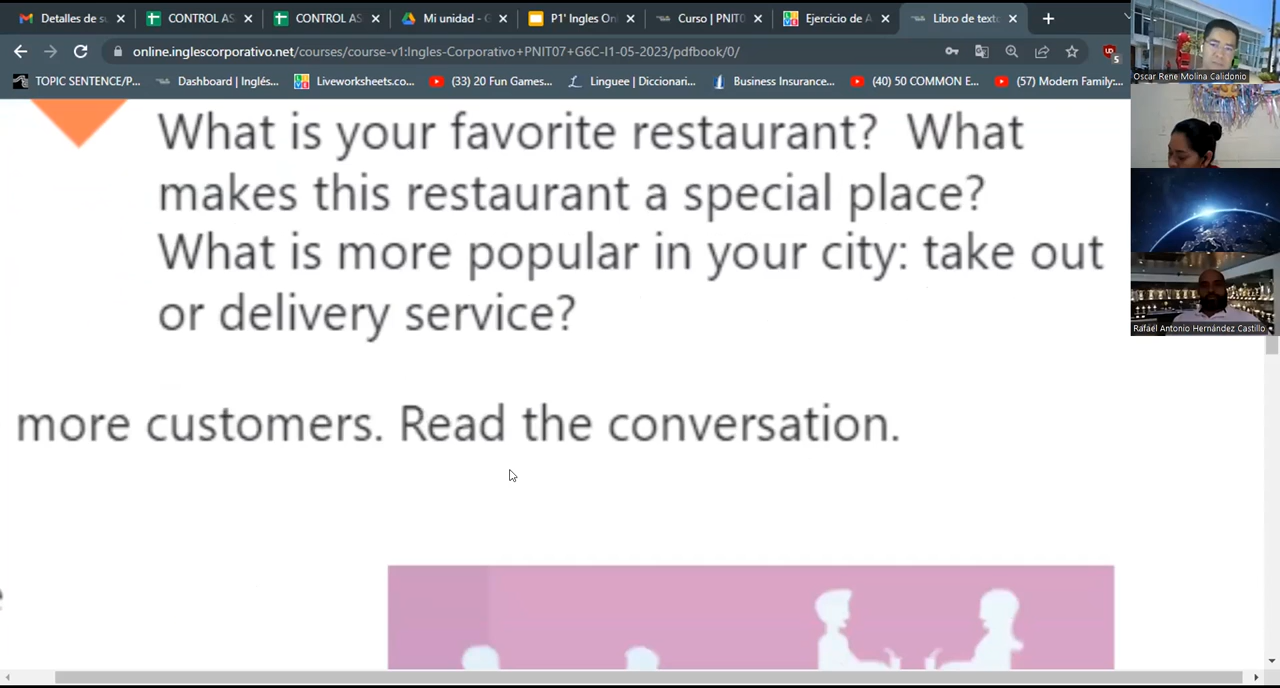 Detalles de su
CONTROL AS
CONTROL AS
Mi unidad - G
P1' Ingles On
Curso | PNIT0
Ejercicio de A
Libro de texto
online.inglescorporativo.net/courses/course-v1:Ingles-Corporativo+PNIT07+G6C-I1-05-2023/pdfbook/0/
5
TOPIC SENTENCE/P...
Dashboard | Inglés...
Liveworksheets.co...
(33) 20 Fun Games...
Linguee | Diccionari...
Business Insurance...
(40) 50 COMMON E...
(57) Modern Family:...
Oscar Rene Molina Calidonio
Rafael Antonio Hernández Castillo
What is your favorite restaurant? What
makes this restaurant a special place?
What is more popular in your city: take out
or delivery service?
more customers. Read the conversation.